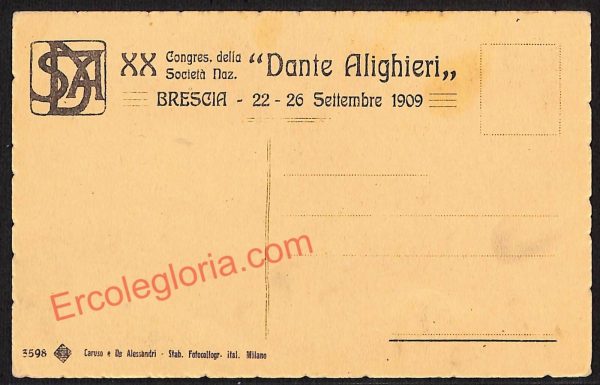 SDA
XX Congres. della Società Naz. “Dante Alighieri„
BRESCIA - 22 - 26 Settembre 1909
Ercolegloria.com
3598 Caruso e De Alessandri - Stab. Fotocollogr. ital. Milano